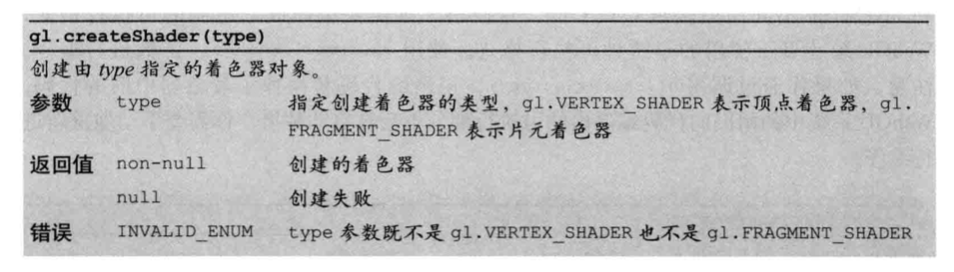 gl.createShader(type)
创建由 type 指定的着色器对象。
参数 type 指定创建着色器的类型，gl.VERTEX_SHADER 表示顶点着色器，gl.
FRAGMENT_SHADER 表示片元着色器
返回值 non-null 创建的着色器
null 创建失败
错误 INVALID_ENUM type 参数既不是 gl.VERTEX_SHADER 也不是 gl.FRAGMENT_SHADER